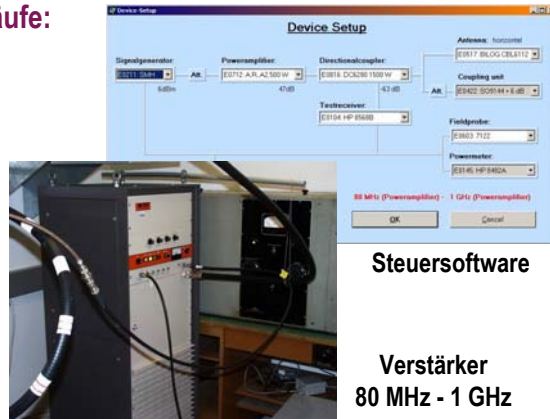 äufe:
Device Setup
Device Setup
Antenna: horizontal
Signalgenerator: Poweramplifier: Directionalcoupler: E0517: BILOG CBL6112
E0211: SMH Att. E0712: A.R. A2.500 W E0816: DC6280 1500 W Coupling unit
6dBm 47dB -63 dB Att. E0422: SO9144 + 6 dB
Testreceiver:
E0104: HP 8568B Fieldprobe:
E0603: 7122
Powermeter:
E0145: HP 8482A
80 MHz (Poweramplifier) - 1 GHz (Poweramplifier)
OK Cancel
Steuersoftware
Verstärker
80 MHz - 1 GHz